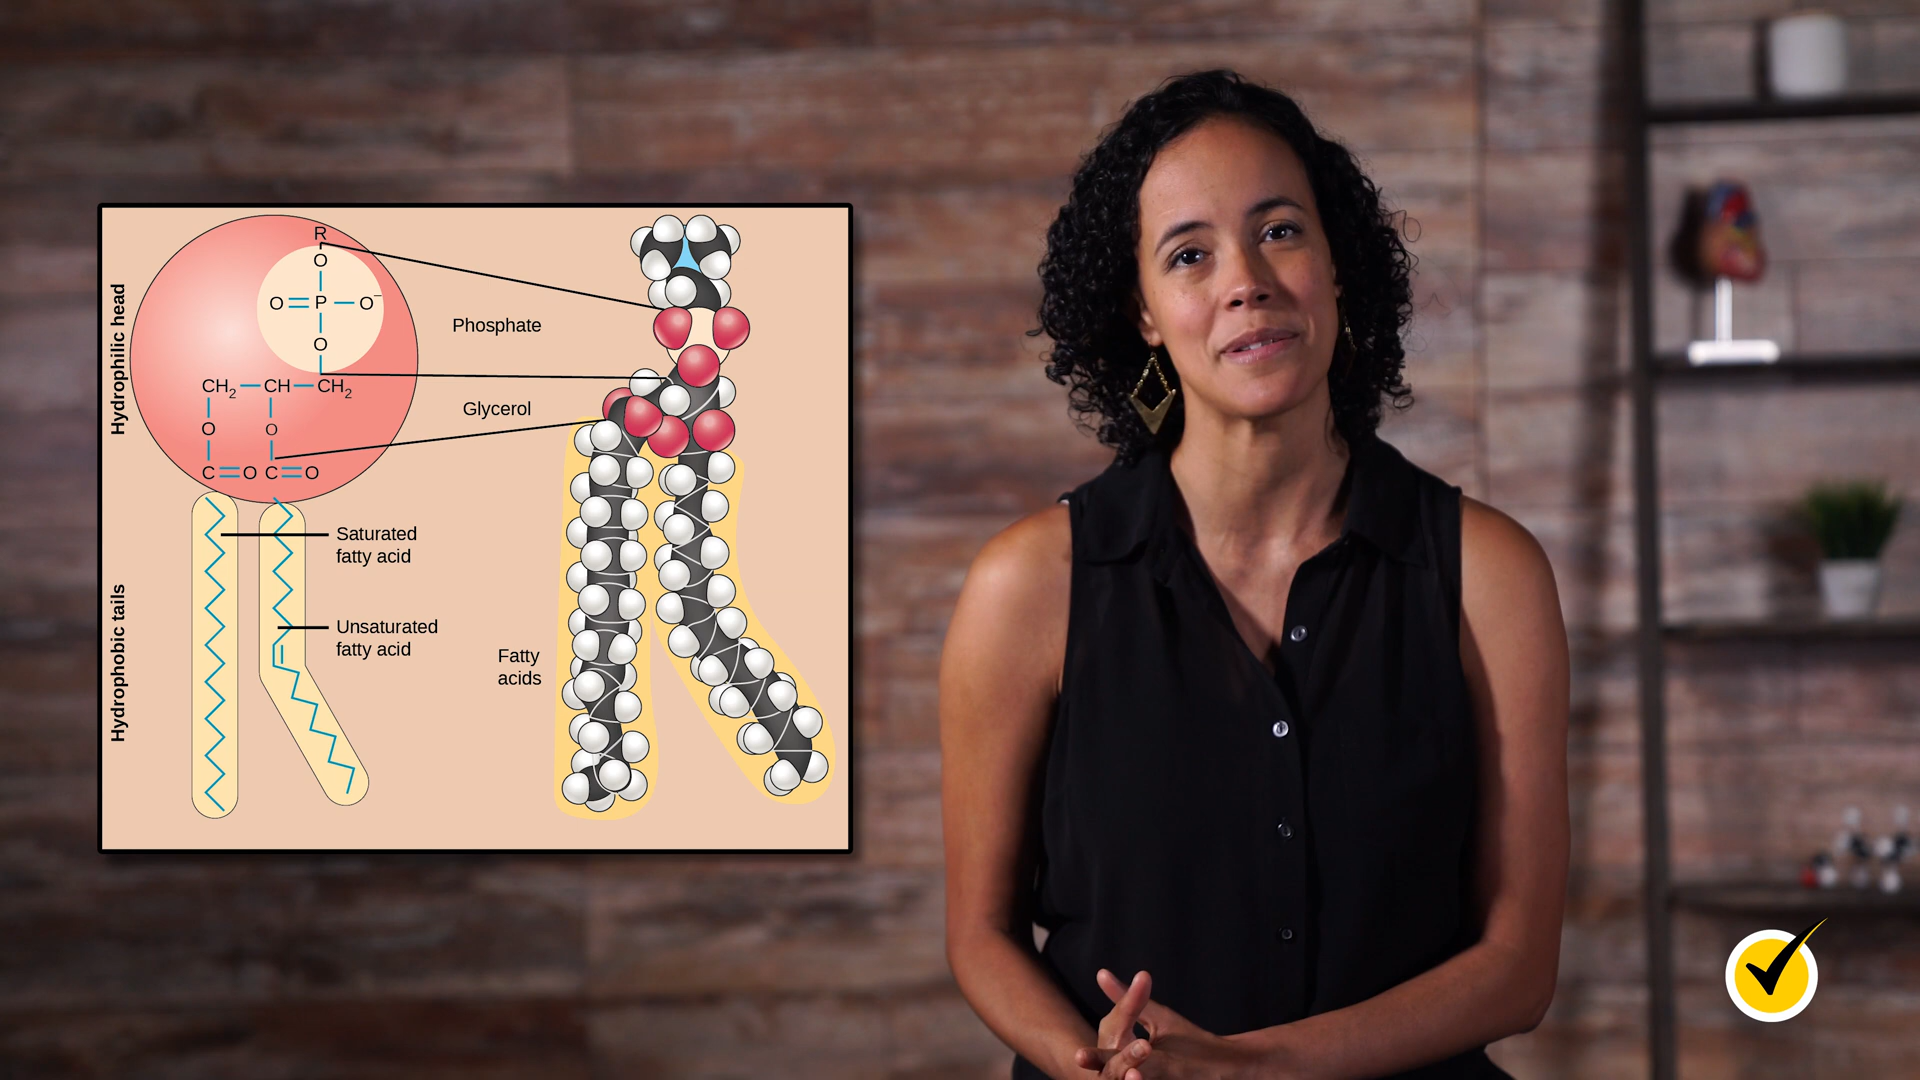 Hydrophilic head
Hydrophobic tails
R
O
O=P—O⁻
O
CH₂—CH—CH₂
O O
C=O C=O
Phosphate
Glycerol
Saturated
fatty acid
Unsaturated
fatty acid
Fatty
acids